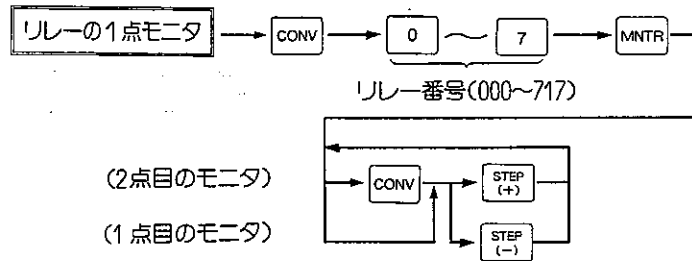 リレーの1点モニタ CONV 0 ～ 7 MNTR
リレー番号(000～717)
(2点目のモニタ) CONV STEP (+)
(1点目のモニタ) STEP (-)